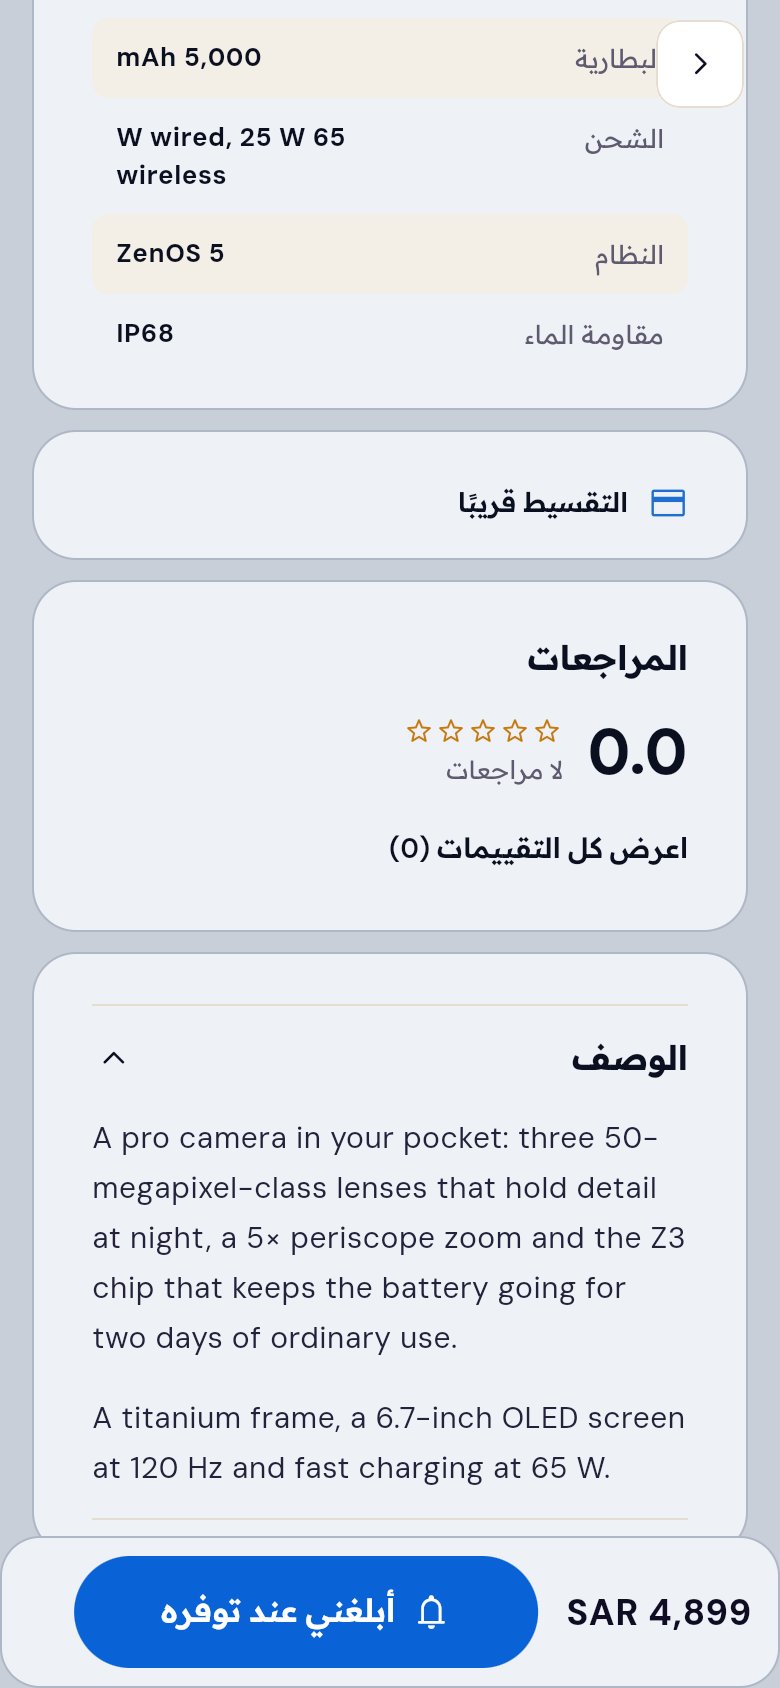 البطارية
mAh 5,000
الشحن
W wired, 25 W 65
wireless
النظام
ZenOS 5
مقاومة الماء
IP68
التقسيط قريبًا
المراجعات
0.0
لا مراجعات
اعرض كل التقييمات (0)
الوصف
A pro camera in your pocket: three 50-
megapixel-class lenses that hold detail
at night, a 5× periscope zoom and the Z3
chip that keeps the battery going for
two days of ordinary use.
A titanium frame, a 6.7-inch OLED screen
at 120 Hz and fast charging at 65 W.
SAR 4,899
أبلغني عند توفره